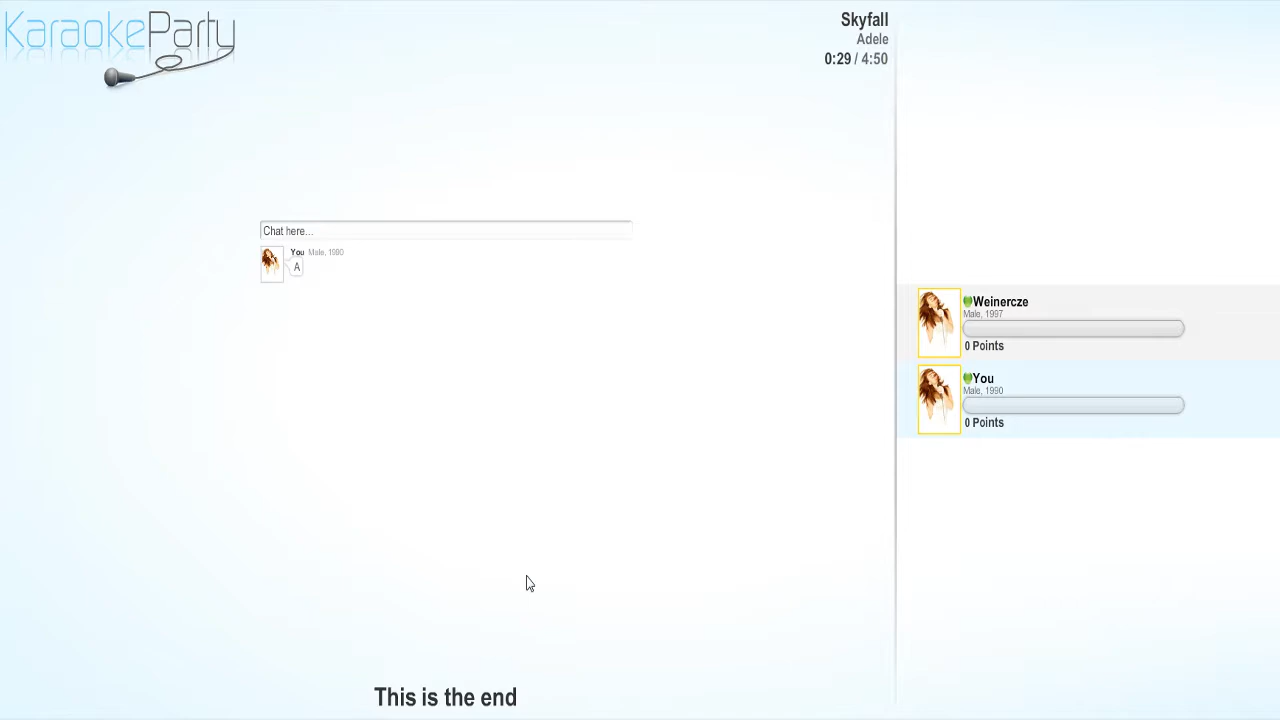 KaraokeParty
Skyfall
Adele
0:29 / 4:50
Chat here...
You Male, 1990
A
Weinercze
Male, 1997
0 Points
You
Male, 1990
0 Points
This is the end